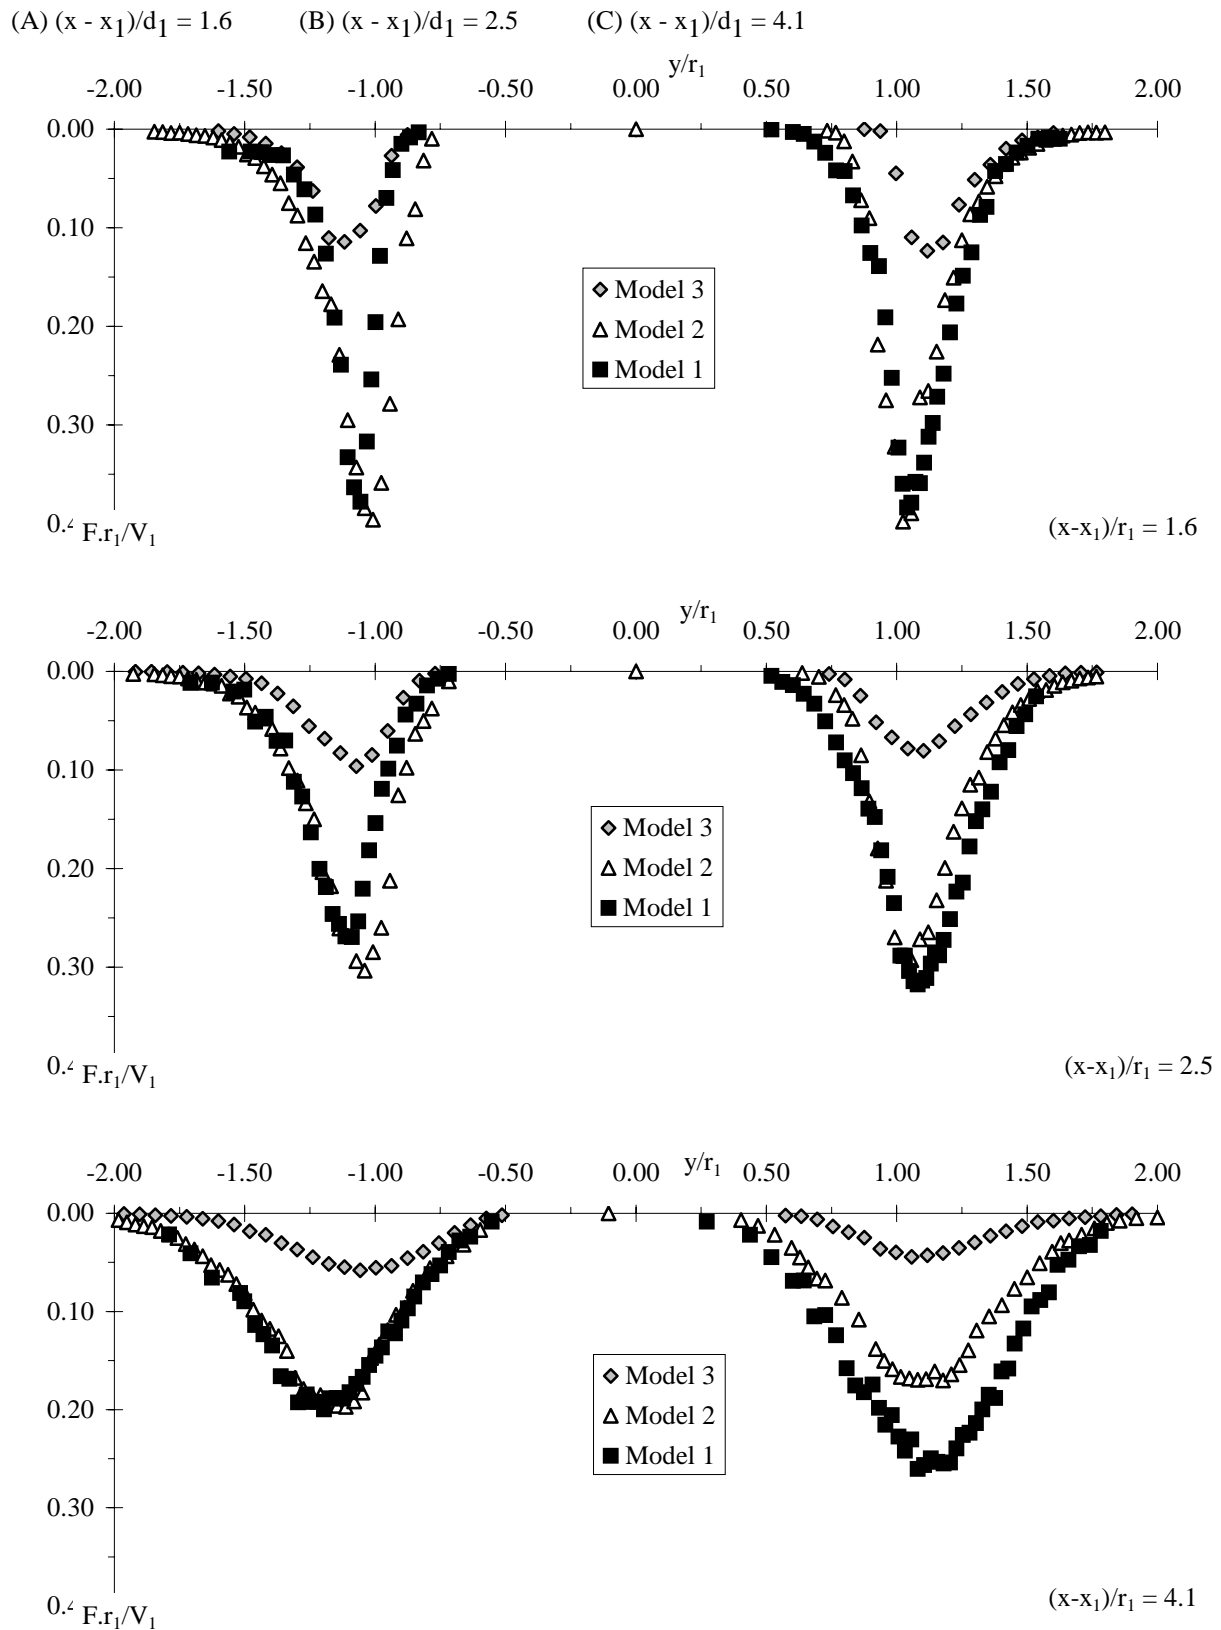 (A) (x - x1)/d1 = 1.6 (B) (x - x1)/d1 = 2.5 (C) (x - x1)/d1 = 4.1
y/r1
-2.00 -1.50 -1.00 -0.50 0.00 0.50 1.00 1.50 2.00
0.00
0.10
0.20
0.30
Model 3
Model 2
Model 1
F.r1/V1
(x-x1)/r1 = 1.6
y/r1
-2.00 -1.50 -1.00 -0.50 0.00 0.50 1.00 1.50 2.00
0.00
0.10
0.20
0.30
Model 3
Model 2
Model 1
F.r1/V1
(x-x1)/r1 = 2.5
y/r1
-2.00 -1.50 -1.00 -0.50 0.00 0.50 1.00 1.50 2.00
0.00
0.10
0.20
0.30
Model 3
Model 2
Model 1
F.r1/V1
(x-x1)/r1 = 4.1